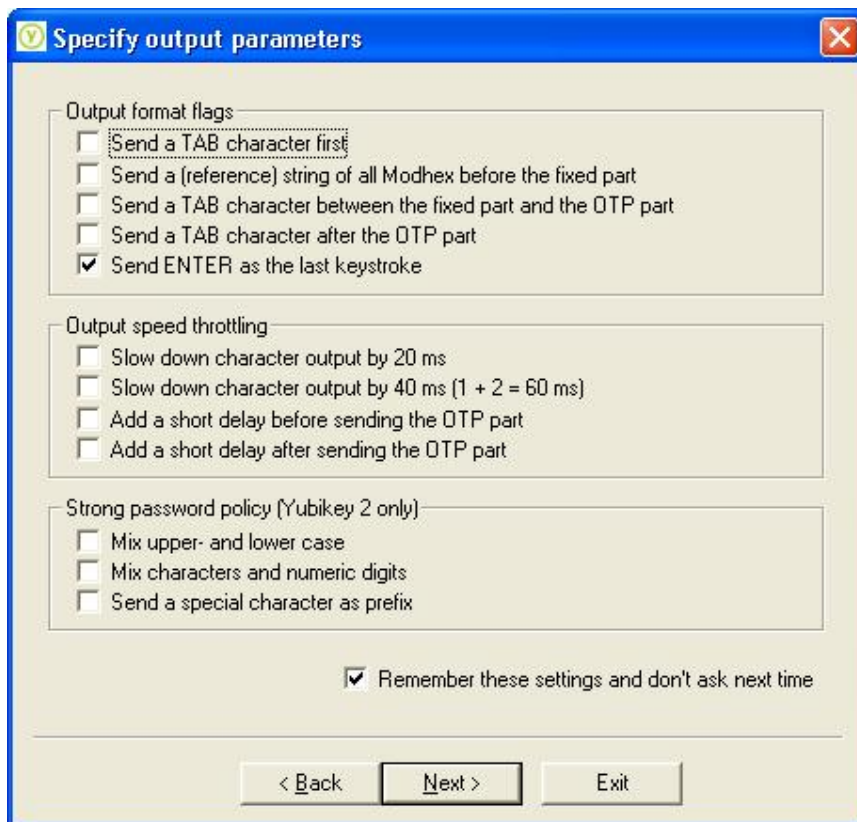 Specify output parameters
Output format flags
Send a TAB character first
Send a (reference) string of all Modhex before the fixed part
Send a TAB character between the fixed part and the OTP part
Send a TAB character after the OTP part
Send ENTER as the last keystroke
Output speed throttling
Slow down character output by 20 ms
Slow down character output by 40 ms (1 + 2 = 60 ms)
Add a short delay before sending the OTP part
Add a short delay after sending the OTP part
Strong password policy (Yubikey 2 only)
Mix upper- and lower case
Mix characters and numeric digits
Send a special character as prefix
Remember these settings and don't ask next time
< Back Next > Exit